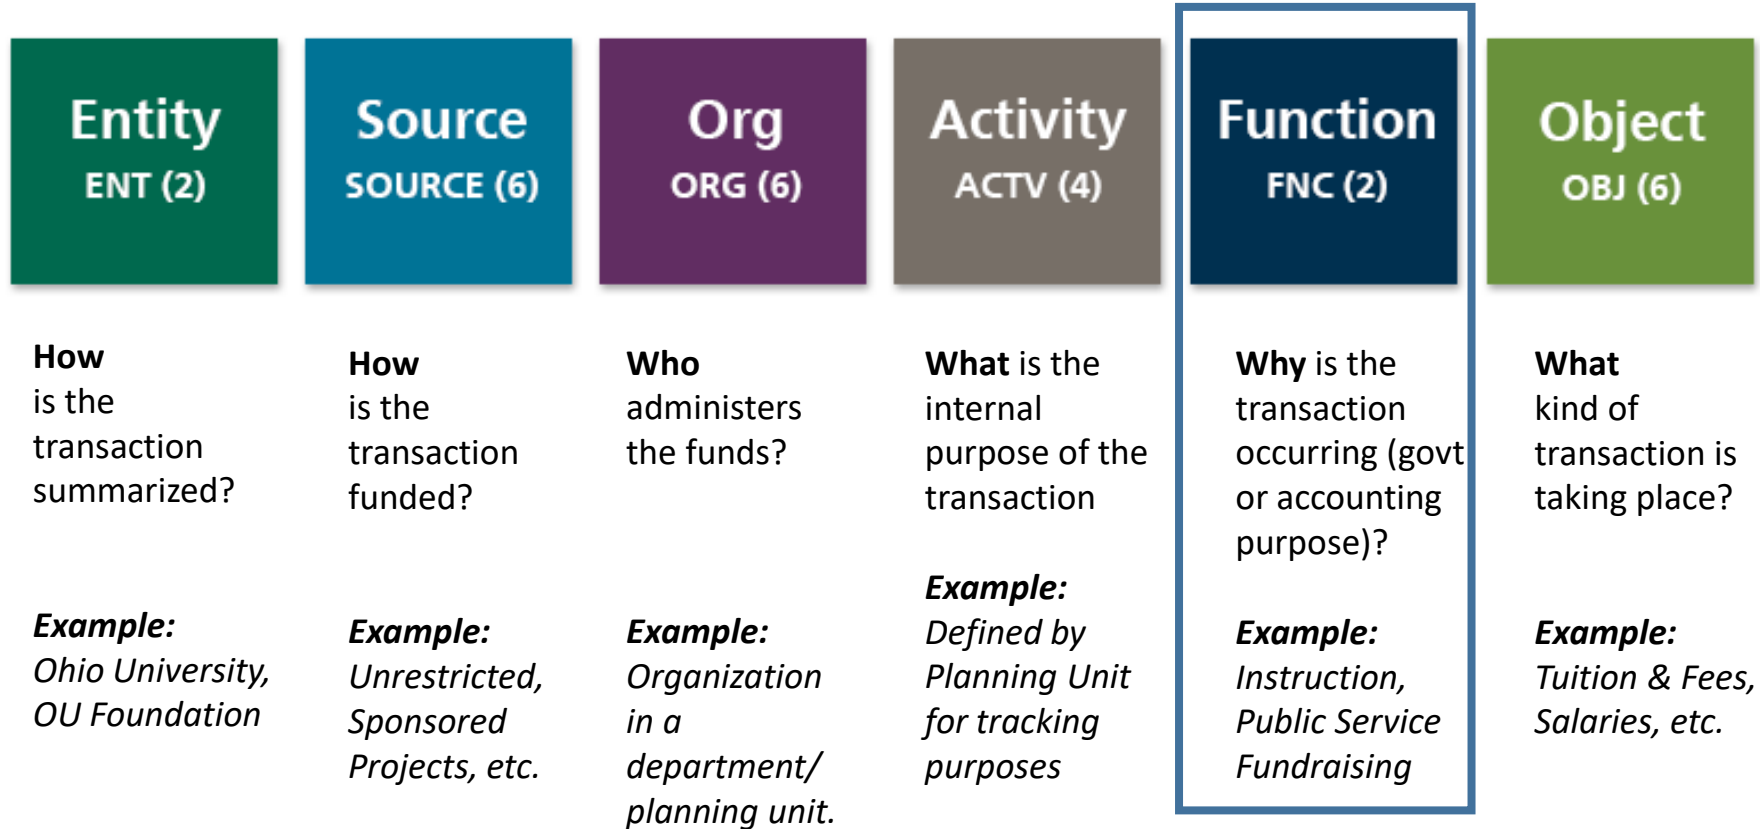 Entity
ENT (2)
How
is the
transaction
summarized?
Example:
Ohio University,
OU Foundation
Source
SOURCE (6)
How
is the
transaction
funded?
Example:
Unrestricted,
Sponsored
Projects, etc.
Org
ORG (6)
Who
administers
the funds?
Example:
Organization
in a
department/
planning unit.
Activity
ACTV (4)
What is the
internal
purpose of the
transaction
Example:
Defined by
Planning Unit
for tracking
purposes
Function
FNC (2)
Why is the
transaction
occurring (govt
or accounting
purpose)?
Example:
Instruction,
Public Service
Fundraising
Object
OBJ (6)
What
kind of
transaction is
taking place?
Example:
Tuition & Fees,
Salaries, etc.